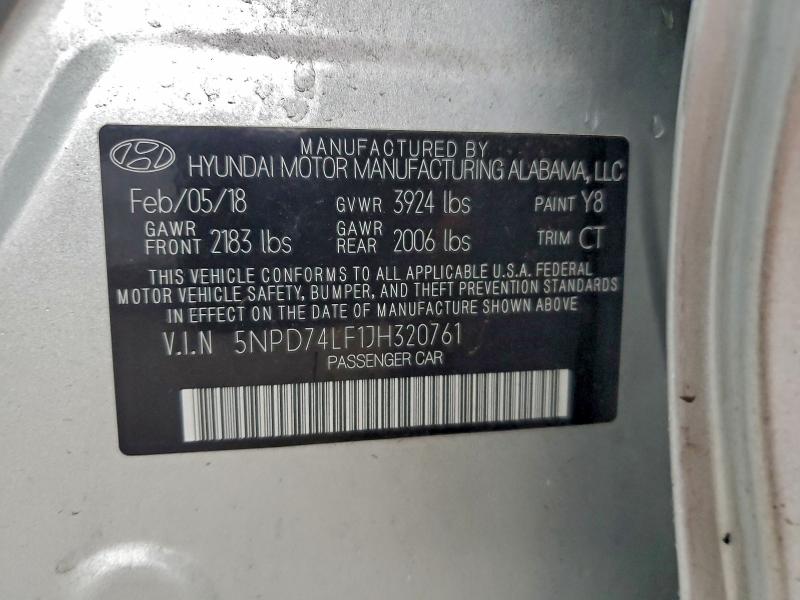 MANUFACTURED BY
HYUNDAI MOTOR MANUFACTURING ALABAMA, LLC
Feb/05/18 GVWR 3924 lbs PAINT Y8
GAWR FRONT 2183 lbs GAWR REAR 2006 lbs TRIM CT
THIS VEHICLE CONFORMS TO ALL APPLICABLE U.S.A. FEDERAL
MOTOR VEHICLE SAFETY, BUMPER, AND THEFT PREVENTION STANDARDS
IN EFFECT ON THE DATE OF MANUFACTURE SHOWN ABOVE
V.I.N 5NPD74LF1JH320761
PASSENGER CAR